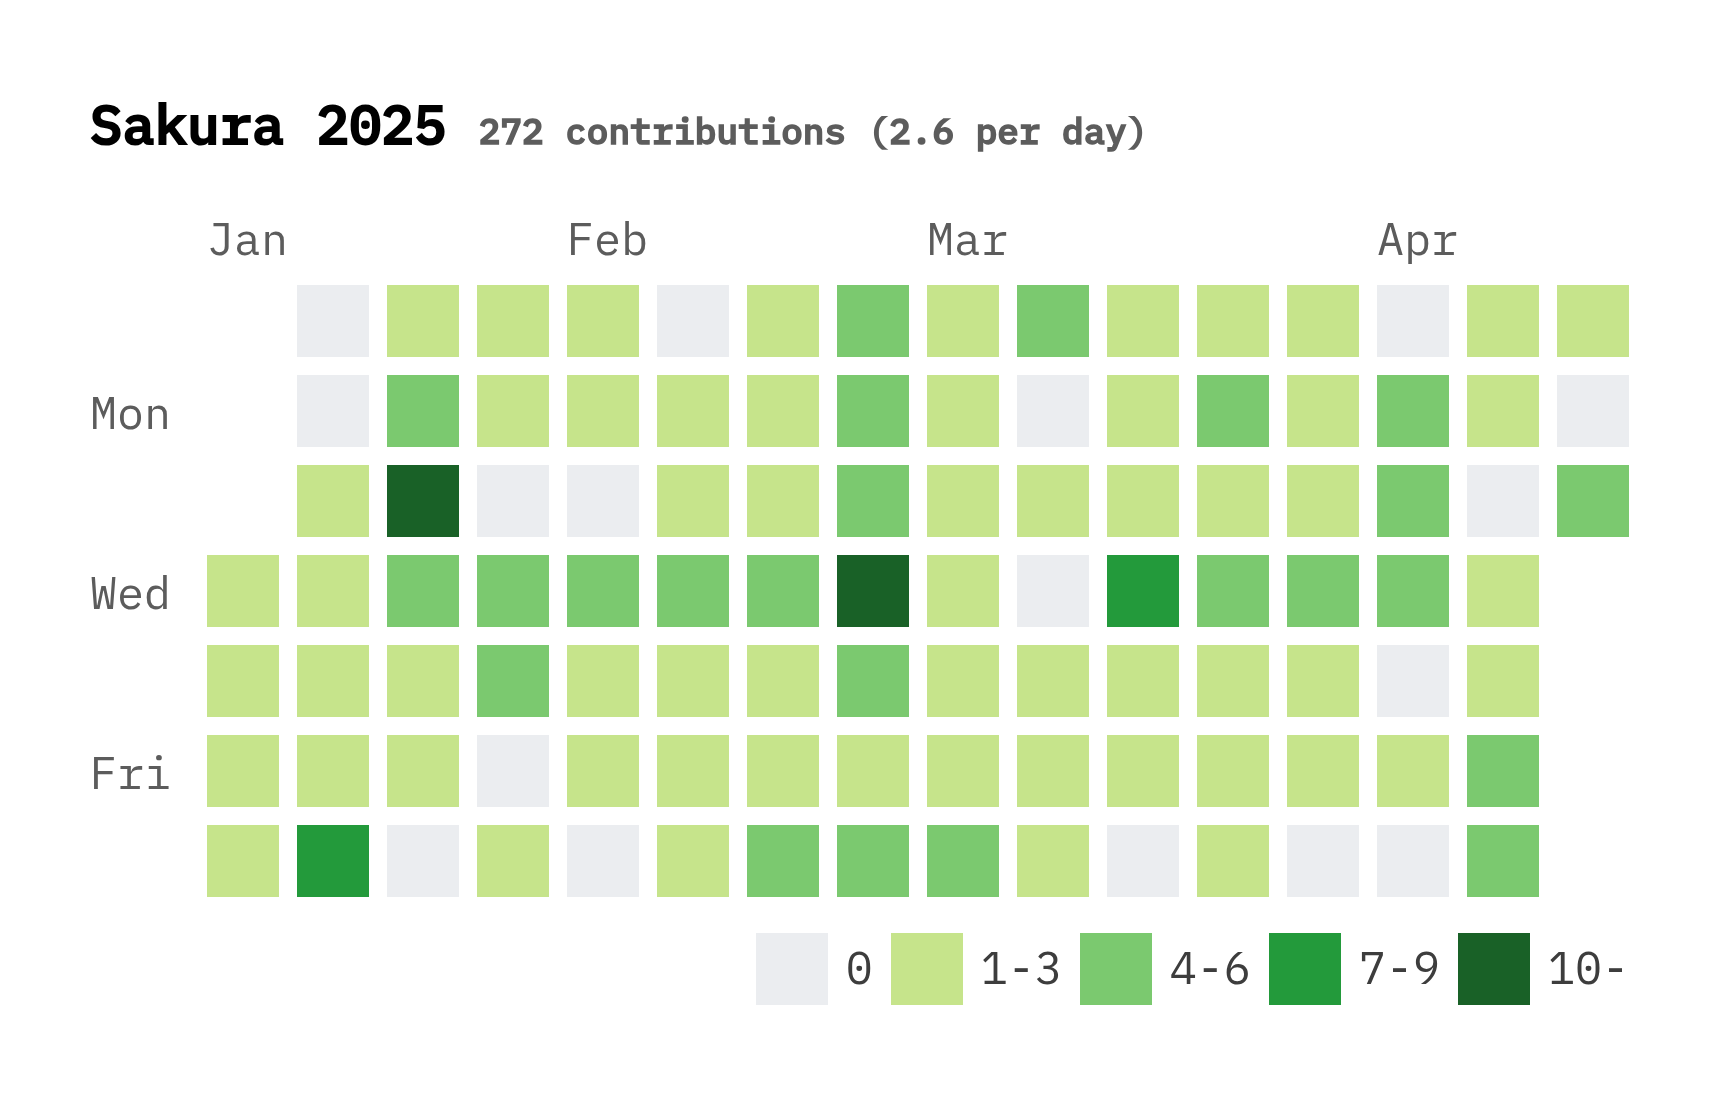 Sakura 2025 272 contributions (2.6 per day)
Jan Feb Mar Apr
Mon
Wed
Fri
0 1-3 4-6 7-9 10-